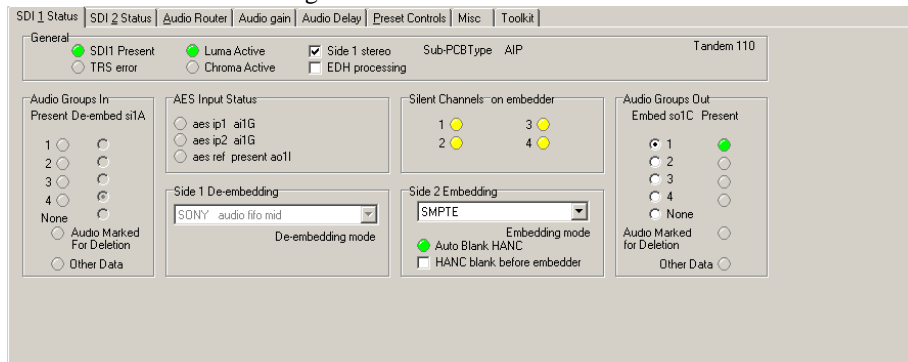 SDI 1 Status SDI 2 Status Audio Router Audio gain Audio Delay Preset Controls Misc Toolkit
General
SDI1 Present Luma Active Side 1 stereo Sub-PCBType AIP Tandem 110
TRS error Chroma Active EDH processing
Audio Groups In
Present De-embed si1A
1
2
3
4
None
Audio Marked
For Deletion
Other Data
AES Input Status
aes ip1 ai1G
aes ip2 ai1G
aes ref present ao1I
Side 1 De-embedding
SONY audio fifo mid
De-embedding mode
Silent Channels on embedder
1 3
2 4
Side 2 Embedding
SMPTE
Embedding mode
Auto Blank HANC
HANC blank before embedder
Audio Groups Out
Embed so1C Present
1
2
3
4
None
Audio Marked
for Deletion
Other Data